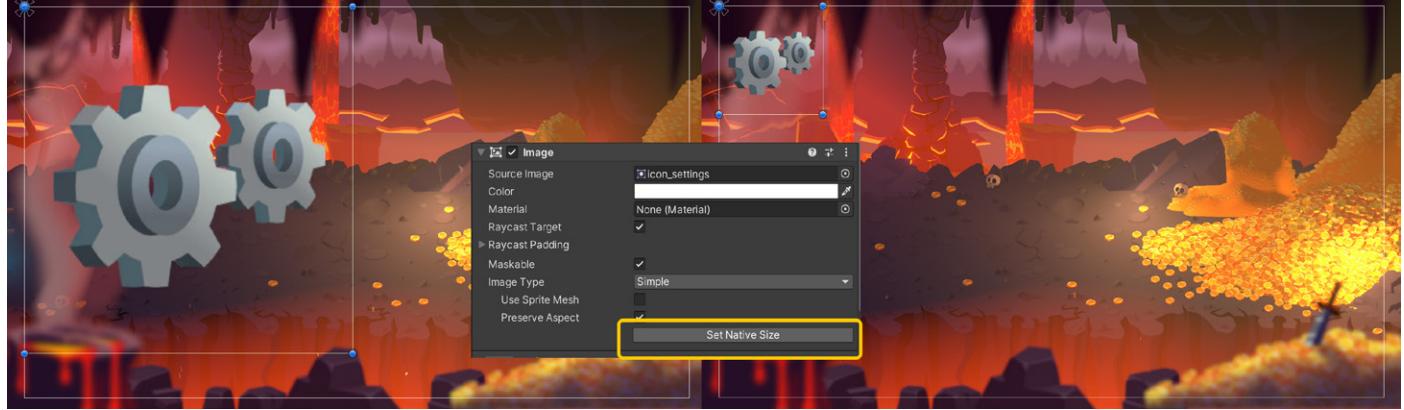 Image
Source Image
icon_settings
Color
Material
None (Material)
Raycast Target
Raycast Padding
Maskable
Image Type
Simple
Use Sprite Mesh
Preserve Aspect
Set Native Size